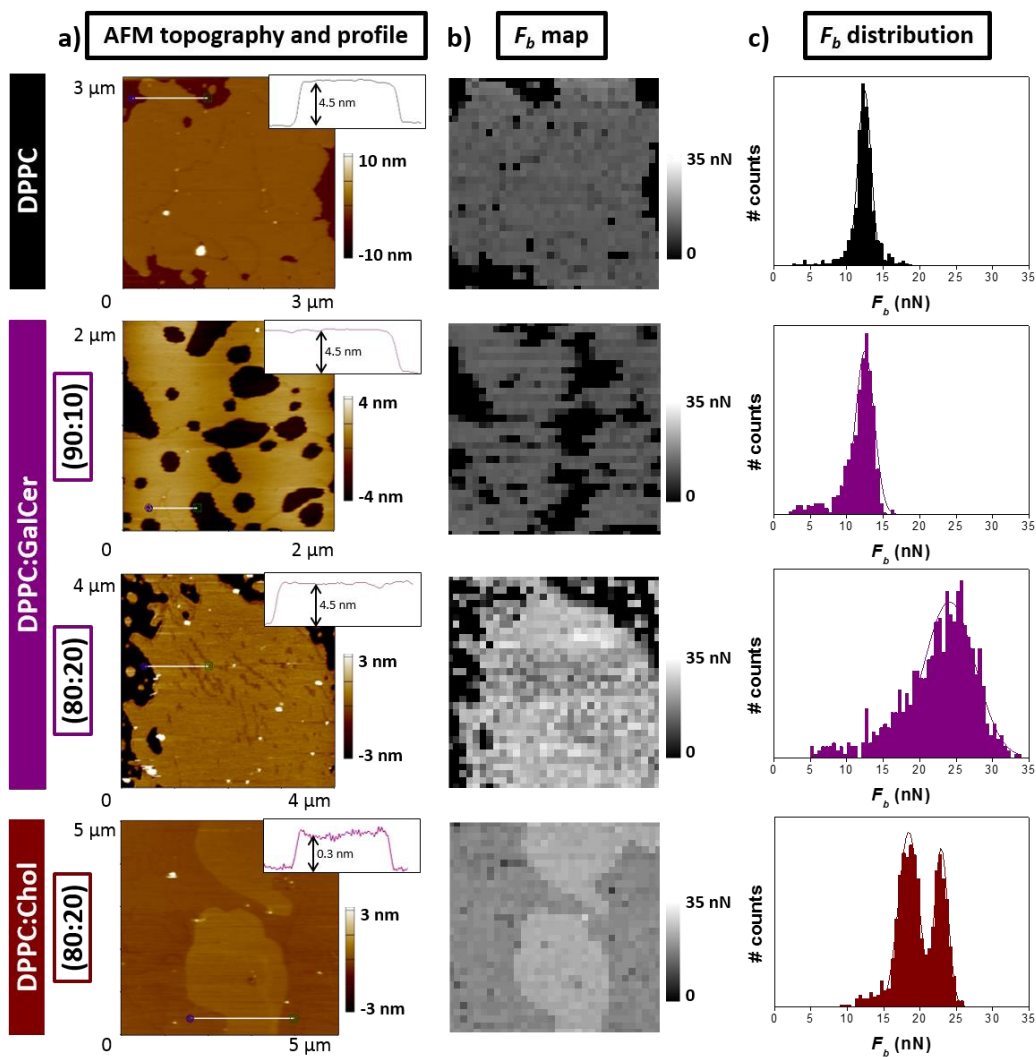 a) AFM topography and profile b) F_b map c) F_b distribution
DPPC
3 µm
4.5 nm
10 nm
-10 nm
0
3 µm
35 nN
0
# counts
0 5 10 15 20 25 30 35
F_b (nN)
DPPC:GalCer
(90:10)
2 µm
4.5 nm
4 nm
-4 nm
0
2 µm
35 nN
0
# counts
0 5 10 15 20 25 30 35
F_b (nN)
(80:20)
4 µm
4.5 nm
3 nm
-3 nm
0
4 µm
35 nN
0
# counts
0 5 10 15 20 25 30 35
F_b (nN)
DPPC:Chol
(80:20)
5 µm
0.3 nm
3 nm
-3 nm
0
5 µm
35 nN
0
# counts
0 5 10 15 20 25 30 35
F_b (nN)